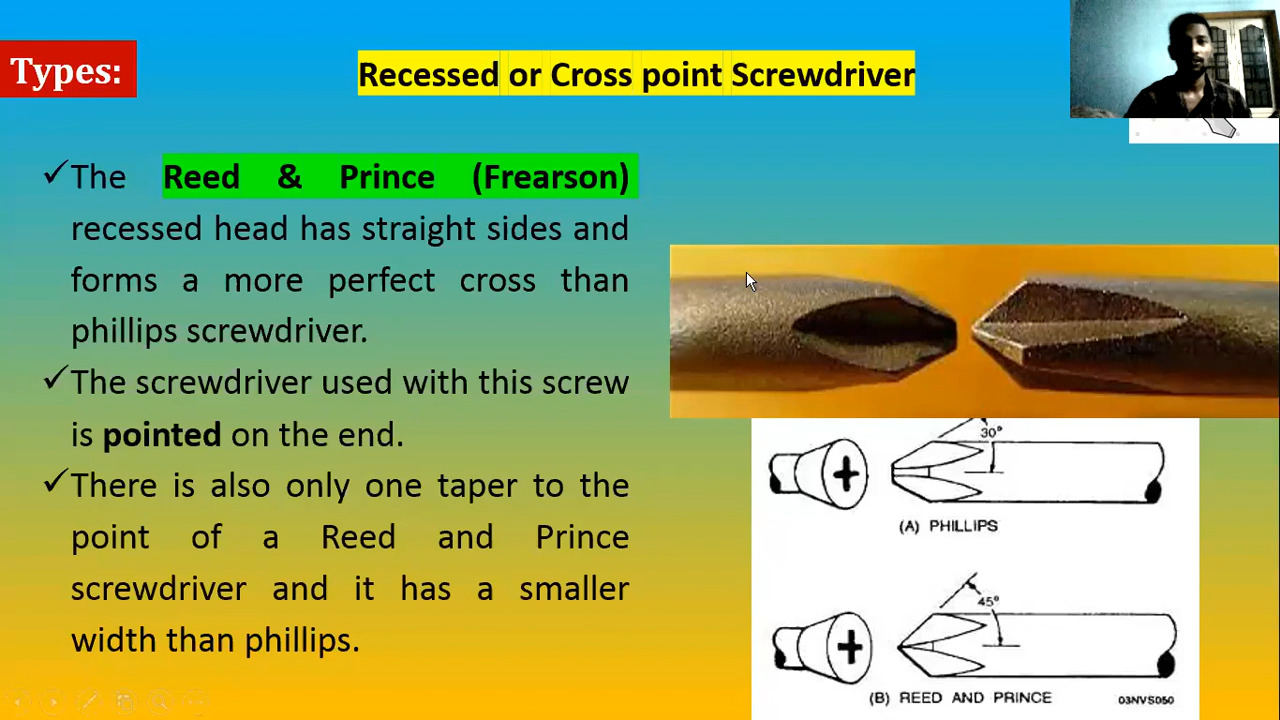 Types:
Recessed or Cross point Screwdriver
✓The Reed & Prince (Frearson)
recessed head has straight sides and
forms a more perfect cross than
phillips screwdriver.
✓The screwdriver used with this screw
is pointed on the end.
✓There is also only one taper to the
point of a Reed and Prince
screwdriver and it has a smaller
width than phillips.
30°
(A) PHILLIPS
45°
(B) REED AND PRINCE
03NVS050